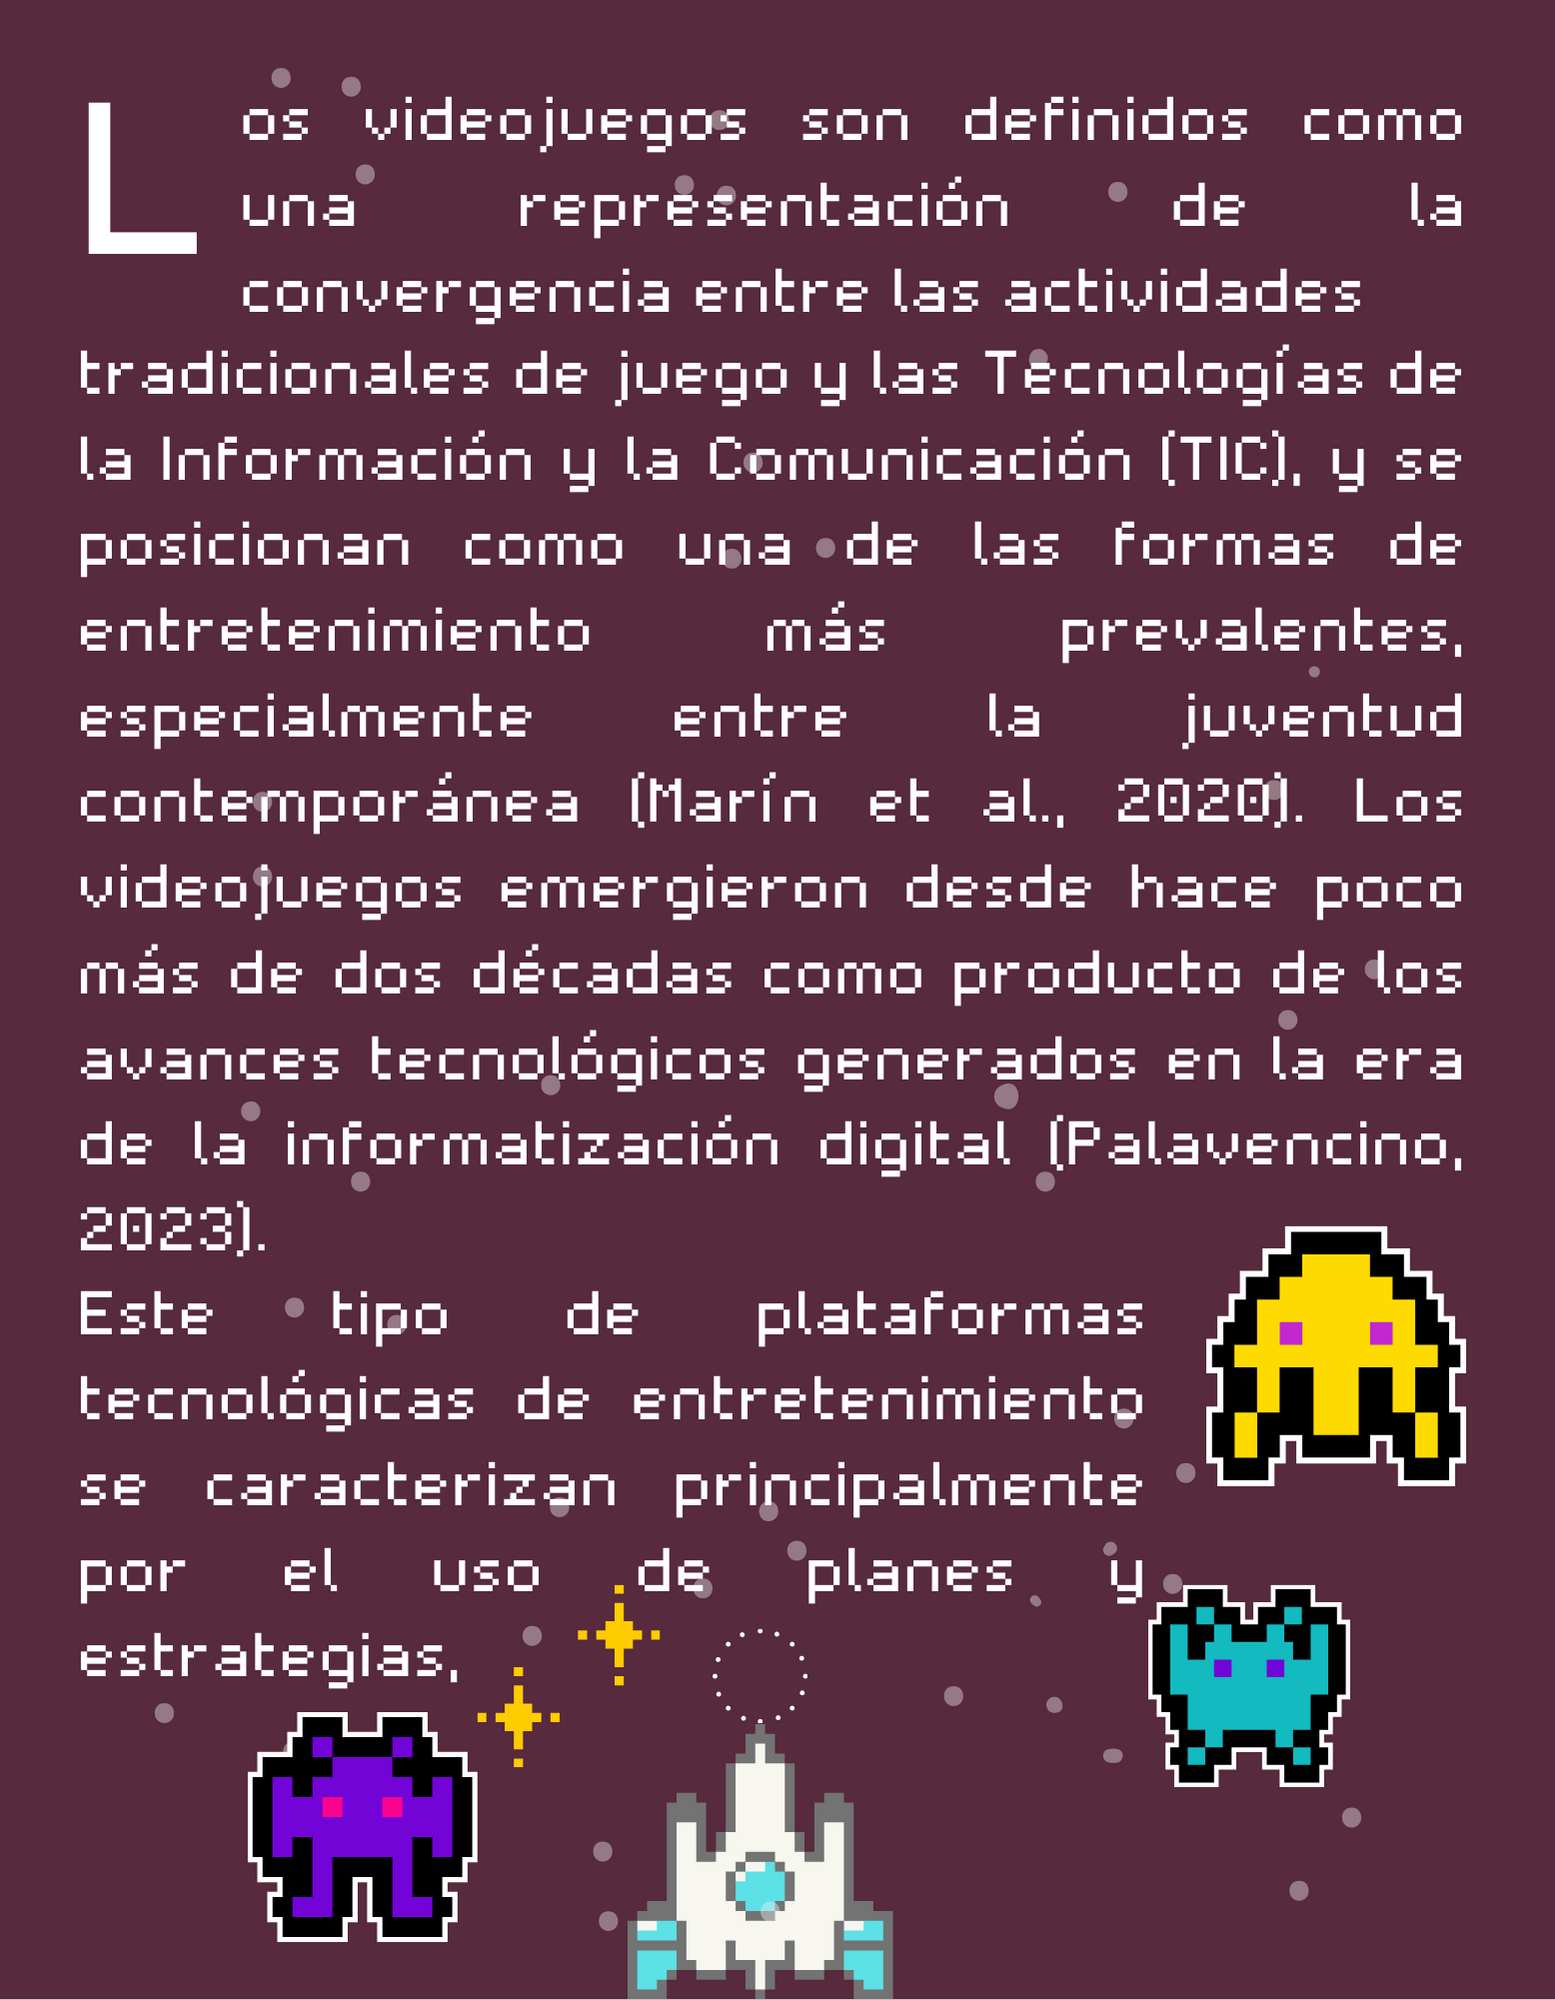 Los videojuegos son definidos como
una representación de la
convergencia entre las actividades
tradicionales de juego y las Tecnologías de
la Información y la Comunicación (TIC), y se
posicionan como una de las formas de
entretenimiento más prevalentes,
especialmente entre la juventud
contemporánea (Marín et al., 2020). Los
videojuegos emergieron desde hace poco
más de dos décadas como producto de los
avances tecnológicos generados en la era
de la informatización digital (Palavencino,
2023).
Este tipo de plataformas
tecnológicas de entretenimiento
se caracterizan principalmente
por el uso de planes y
estrategias,